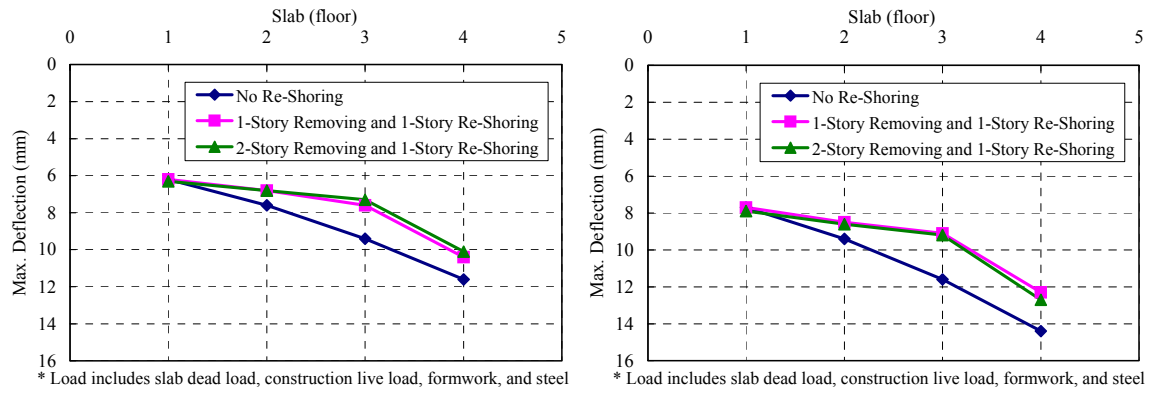 Slab (floor)
0 1 2 3 4 5
0
2
4
6
8
10
12
14
16
Max. Deflection (mm)
No Re-Shoring
1-Story Removing and 1-Story Re-Shoring
2-Story Removing and 1-Story Re-Shoring
* Load includes slab dead load, construction live load, formwork, and steel
Slab (floor)
0 1 2 3 4 5
0
2
4
6
8
10
12
14
16
Max. Deflection (mm)
No Re-Shoring
1-Story Removing and 1-Story Re-Shoring
2-Story Removing and 1-Story Re-Shoring
* Load includes slab dead load, construction live load, formwork, and steel